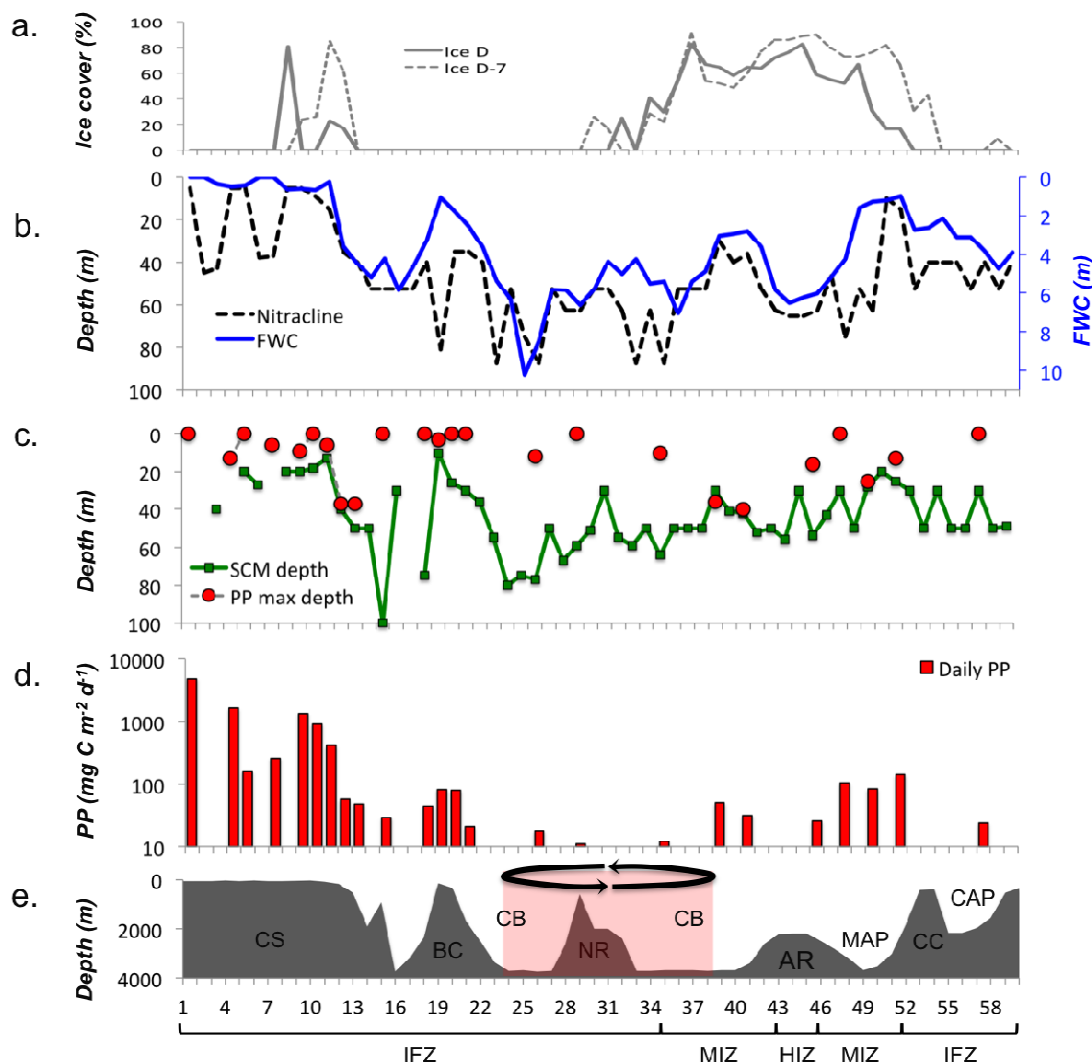 a.
Ice cover (%)
100
80
60
40
20
0
Ice D
Ice D-7
b.
Depth (m)
0
20
40
60
80
100
Nitracline
FWC
0
2
4
6
8
10
FWC (m)
c.
Depth (m)
0
20
40
60
80
100
SCM depth
PP max depth
d.
PP (mg C m-2 d-1)
10000
1000
100
10
Daily PP
e.
Depth (m)
0
2000
4000
CS
BC
CB
NR
CB
AR
MAP
CC
CAP
1 4 7 10 13 16 19 22 25 28 31 34 37 40 43 46 49 52 55 58
IFZ MIZ HIZ MIZ IFZ